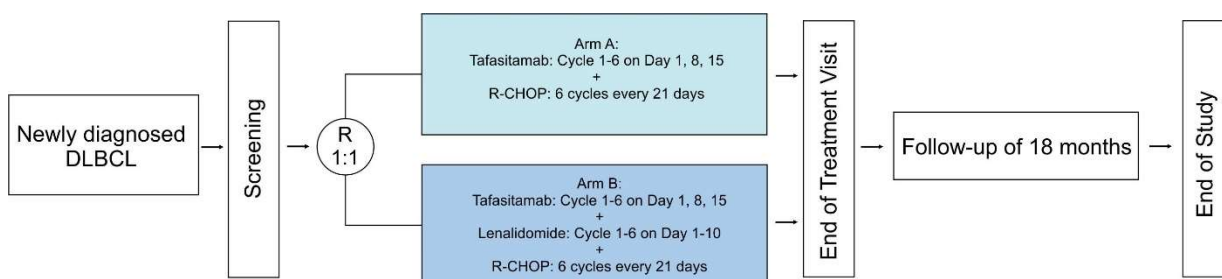 Newly diagnosed
DLBCL
Screening
R
1:1
Arm A:
Tafasitamab: Cycle 1-6 on Day 1, 8, 15
+
R-CHOP: 6 cycles every 21 days
Arm B:
Tafasitamab: Cycle 1-6 on Day 1, 8, 15
+
Lenalidomide: Cycle 1-6 on Day 1-10
+
R-CHOP: 6 cycles every 21 days
End of Treatment Visit
Follow-up of 18 months
End of Study